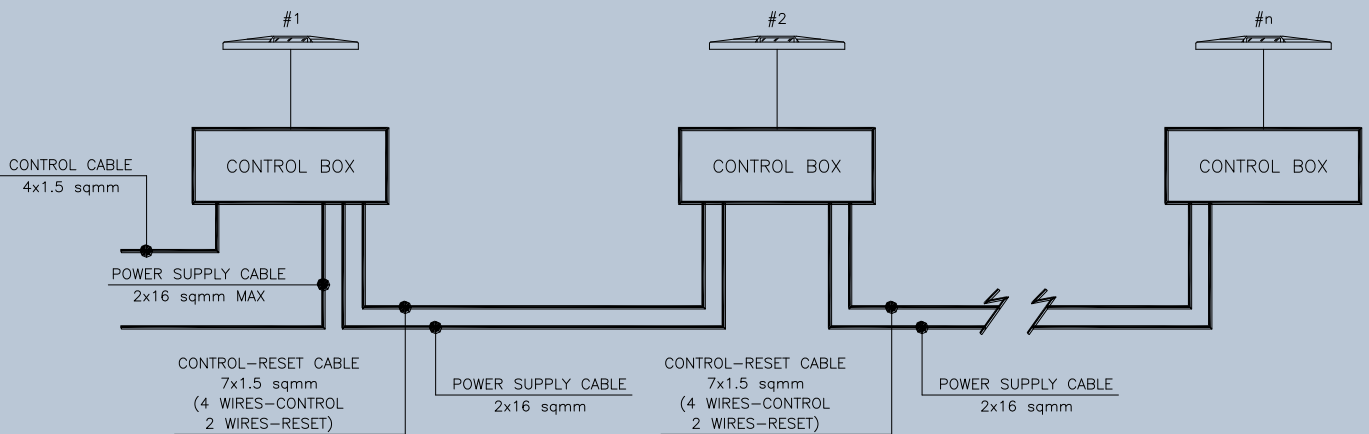 #1
#2
#n
CONTROL BOX
CONTROL BOX
CONTROL BOX
CONTROL CABLE
4x1.5 sqmm
POWER SUPPLY CABLE
2x16 sqmm MAX
CONTROL-RESET CABLE
7x1.5 sqmm
(4 WIRES-CONTROL
2 WIRES-RESET)
POWER SUPPLY CABLE
2x16 sqmm
CONTROL-RESET CABLE
7x1.5 sqmm
(4 WIRES-CONTROL
2 WIRES-RESET)
POWER SUPPLY CABLE
2x16 sqmm